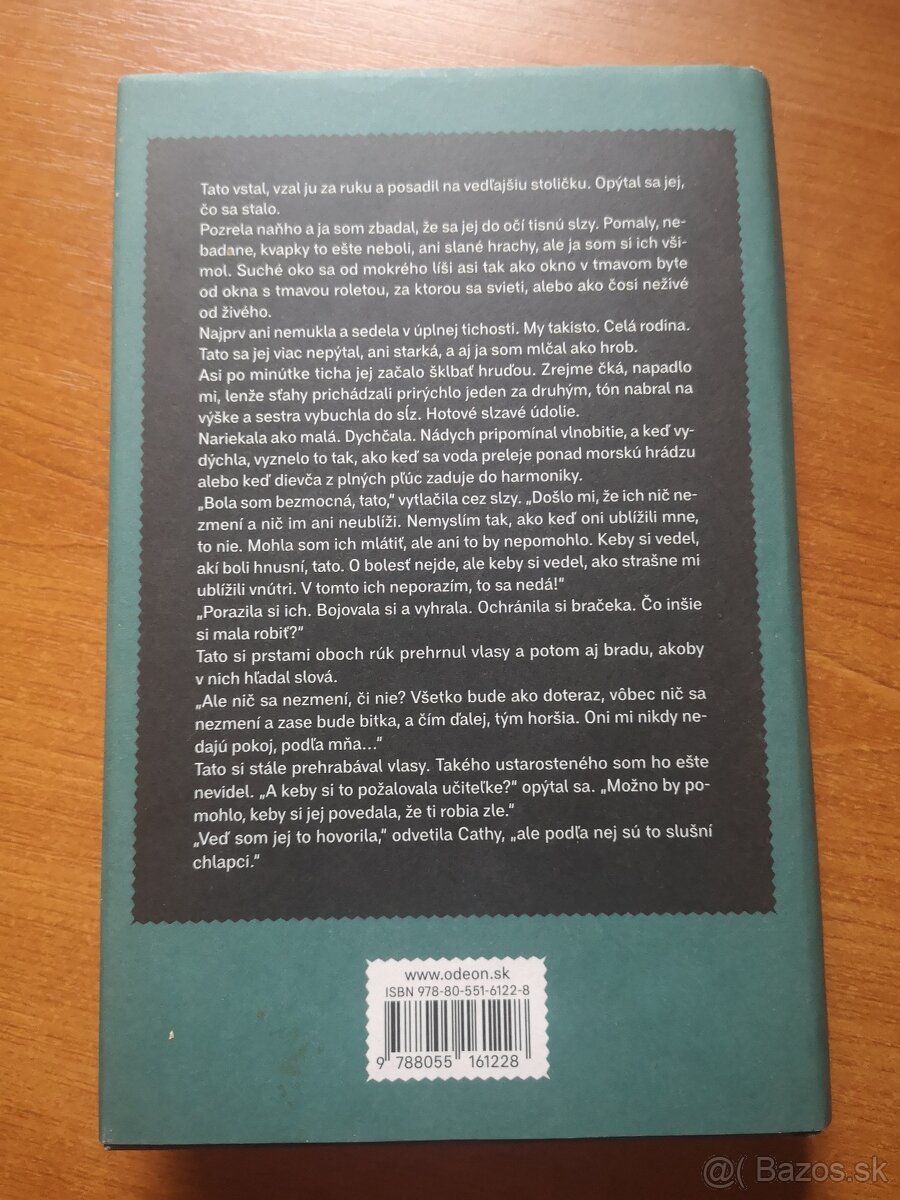 Tato vstal, vzal ju za ruku a posadil na vedľajšiu stoličku. Opýtal sa jej,
čo sa stalo.
Pozrela naňho a ja som zbadal, že sa jej do očí tisnú slzy. Pomaly, ne-
badane, kvapky to ešte neboli, ani slané hrachy, ale ja som si ich vši-
mol. Suché oko sa od mokrého líši asi tak ako okno v tmavom byte
od okna s tmavou roletou, za ktorou sa svieti, alebo ako čosi neživé
od živého.
Najprv ani nemukla a sedela v úplnej tichosti. My takisto. Celá rodina.
Tato sa jej viac nepýtal, ani starká, a aj ja som mlčal ako hrob.
Asi po minútke ticha jej začalo šklbať hruďou. Zrejme čká, napadlo
mi, lenže sťahy prichádzali prirýchlo jeden za druhým, tón nabral na
výške a sestra vybuchla do sĺz. Hotové slzavé údolie.
Nariekala ako malá. Dychčala. Nádych pripomínal vlnobitie, a keď vy-
dýchla, vyznelo to tak, ako keď sa voda preleje ponad morskú hrádzu
alebo keď dievča z plných pľúc zaduje do harmoniky.
„Bola som bezmocná, tato,“ vytlačila cez slzy. „Došlo mi, že ich nič ne-
zmení a nič im ani neublíži. Nemyslím tak, ako keď oni ublížili mne,
to nie. Mohla som ich mlátiť, ale ani to by nepomohlo. Keby si vedel,
akí boli hnusní, tato. O bolesť nejde, ale keby si vedel, ako strašne mi
ublížili vnútri. V tomto ich neporazím, to sa nedá!“
„Porazila si ich. Bojovala si a vyhrala. Ochránila si bračeka. Čo inšie
si mala robiť?“
Tato si prstami oboch rúk prehrnul vlasy a potom aj bradu, akoby
v nich hľadal slová.
„Ale nič sa nezmení, či nie? Všetko bude ako doteraz, vôbec nič sa
nezmení a zase bude bitka, a čím ďalej, tým horšia. Oni mi nikdy ne-
dajú pokoj, podľa mňa...“
Tato si stále prehrabával vlasy. Takého ustarosteného som ho ešte
nevidel. „A keby si to požalovala učiteľke?“ opýtal sa. „Možno by po-
mohlo, keby si jej povedala, že ti robia zle.“
„Veď som jej to hovorila,“ odvetila Cathy, „ale podľa nej sú to slušní
chlapci.“
www.odeon.sk
ISBN 978-80-551-6122-8
9 788055 161228
@( Bazos.sk